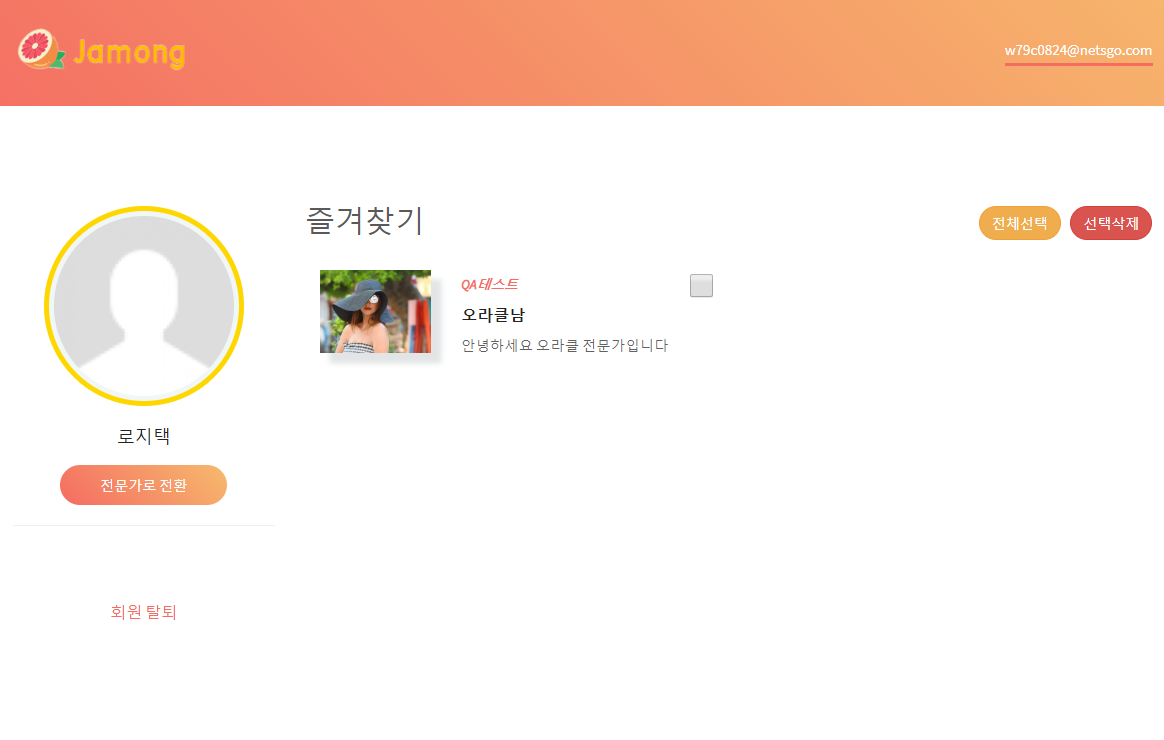 Jamong
w79c0824@netsgo.com
즐겨찾기
전체선택
선택삭제
QA테스트
오라클남
안녕하세요 오라클 전문가입니다
로지택
전문가로 전환
회원 탈퇴